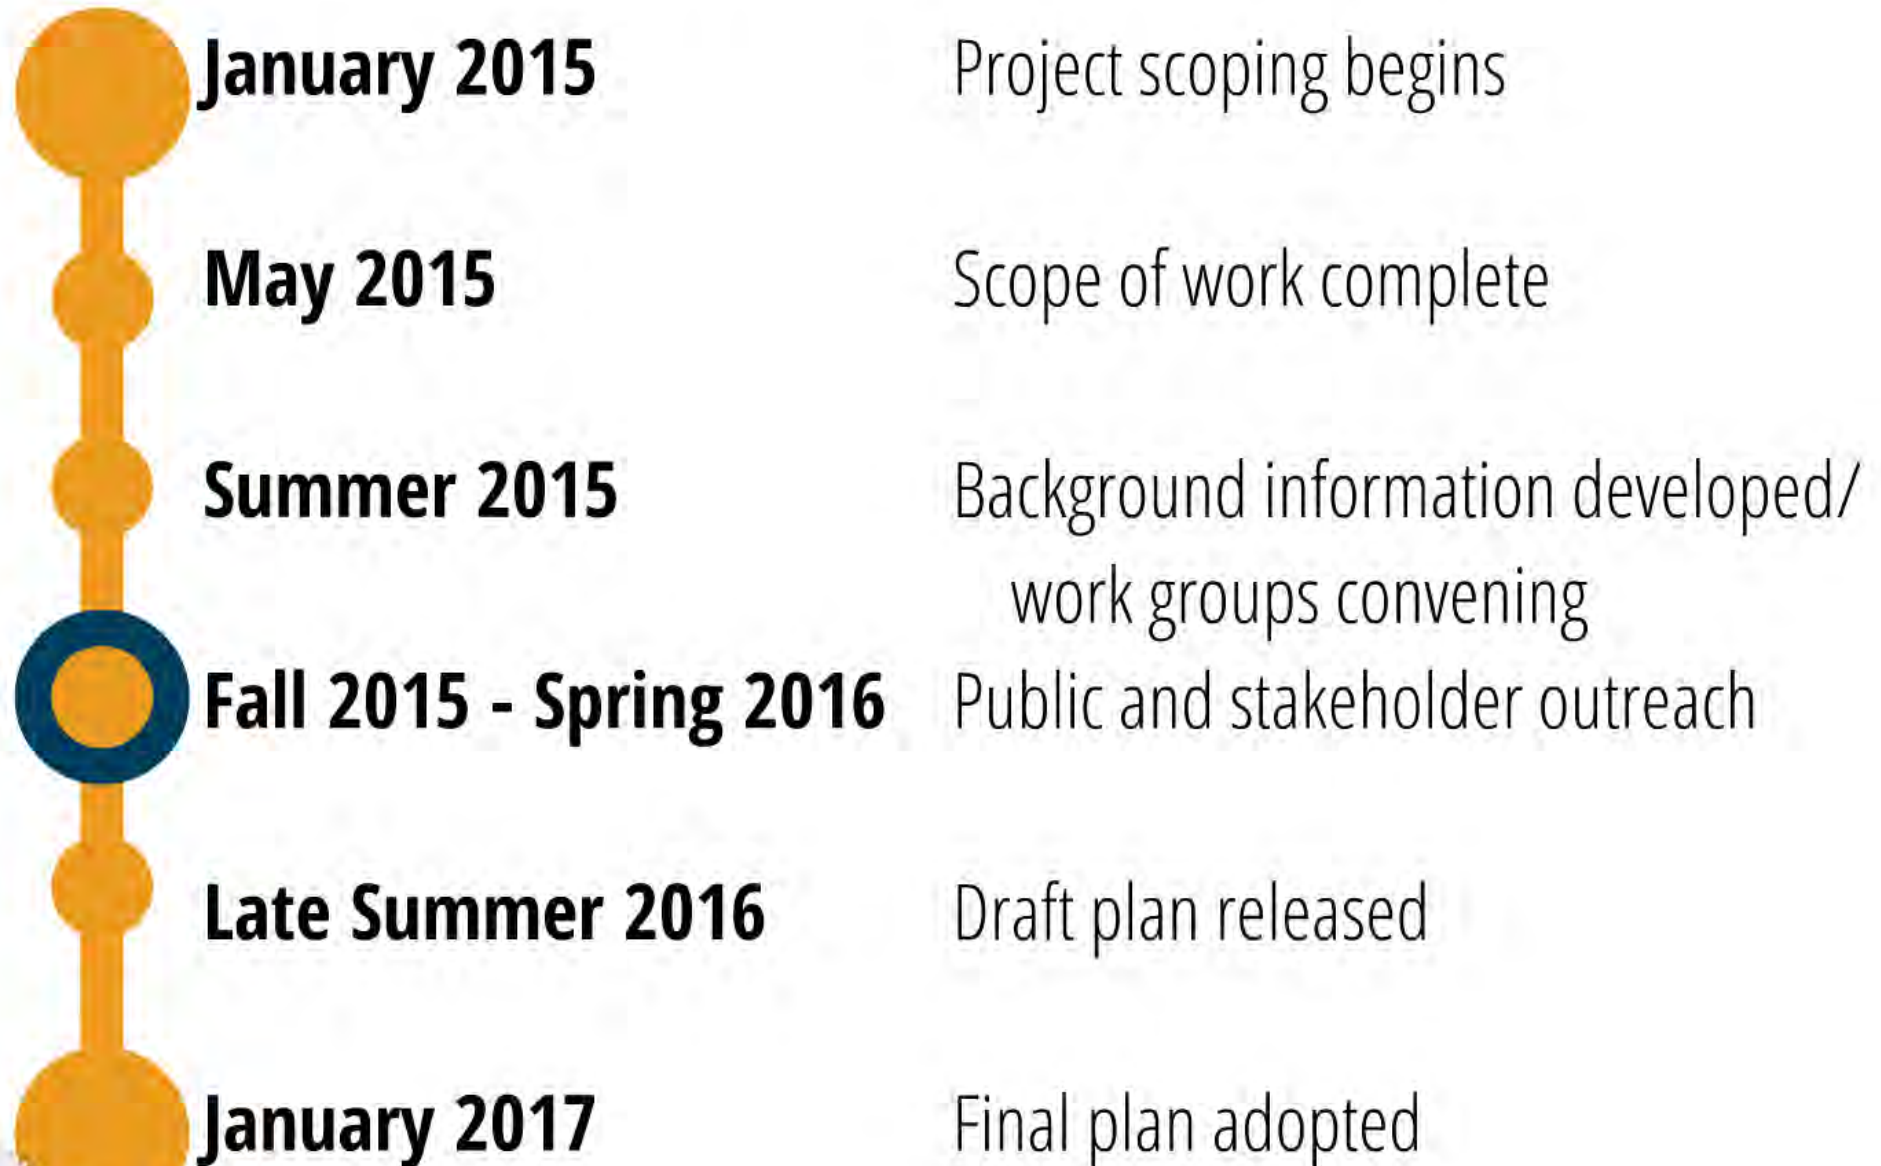 January 2015 Project scoping begins
May 2015 Scope of work complete
Summer 2015 Background information developed/
work groups convening
Fall 2015 - Spring 2016 Public and stakeholder outreach
Late Summer 2016 Draft plan released
January 2017 Final plan adopted